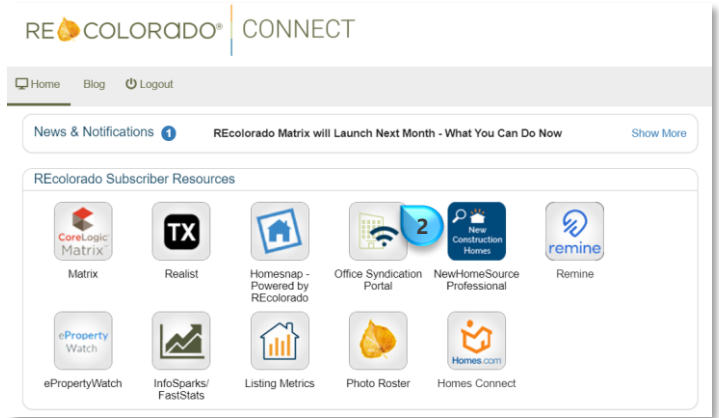 RECOLORADO® CONNECT
Home Blog Logout
News & Notifications 1 REcolorado Matrix will Launch Next Month - What You Can Do Now Show More
REcolorado Subscriber Resources
CoreLogic
Matrix™
TX
2
New
Construction
Homes
remine
Matrix
Realist
Homesnap -
Powered by
REcolorado
Office Syndication
Portal
NewHomeSource
Professional
Remine
eProperty
Watch
Homes.com
ePropertyWatch
InfoSparks/
FastStats
Listing Metrics
Photo Roster
Homes Connect